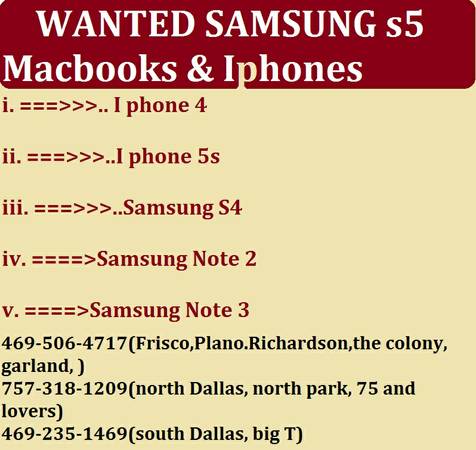 WANTED SAMSUNG s5
Macbooks & Iphones
i. ===>>>.. I phone 4
ii. ===>>>..I phone 5s
iii. ===>>>..Samsung S4
iv. ====>Samsung Note 2
v. ====>Samsung Note 3
469-506-4717(Frisco,Plano.Richardson,the colony,
garland, )
757-318-1209(north Dallas, north park, 75 and
lovers)
469-235-1469(south Dallas, big T)